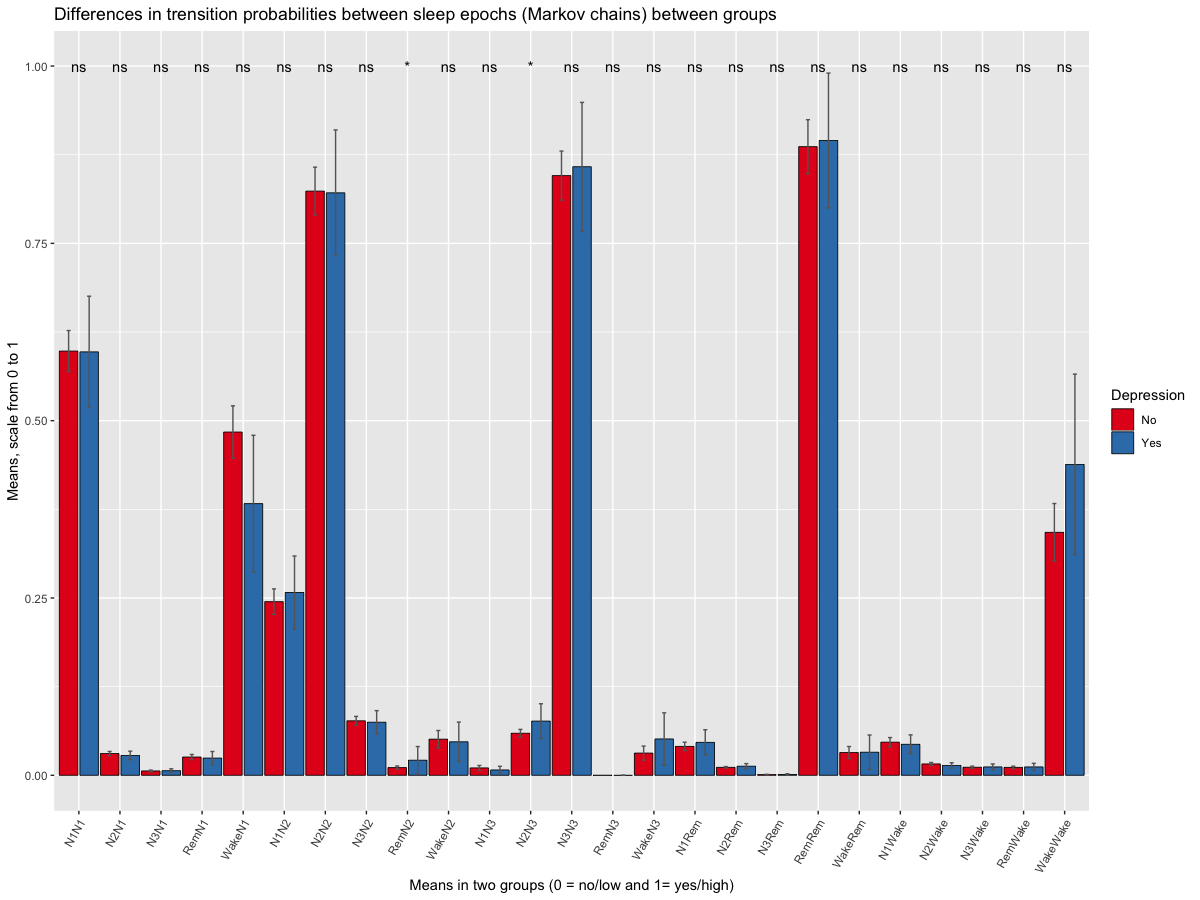 Differences in trensition probabilities between sleep epochs (Markov chains) between groups
1.00
0.75
0.50
0.25
0.00
Means, scale from 0 to 1
ns ns ns ns ns ns ns ns * ns ns * ns ns ns ns ns ns ns ns ns ns ns ns ns
N1N1 N2N1 N3N1 RemN1 WakeN1 N1N2 N2N2 N3N2 RemN2 WakeN2 N1N3 N2N3 N3N3 RemN3 WakeN3 N1Rem N2Rem N3Rem RemRem WakeRem N1Wake N2Wake N3Wake RemWake WakeWake
Means in two groups (0 = no/low and 1= yes/high)
Depression
No
Yes